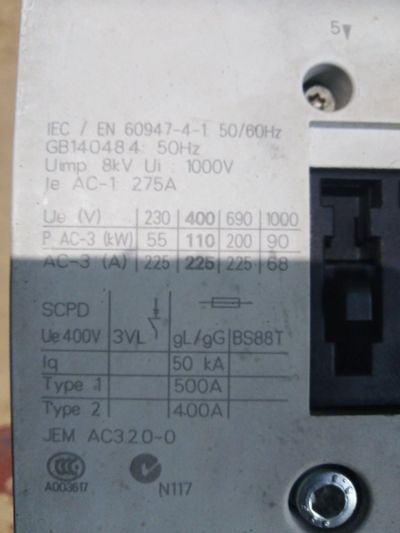 5▼
IEC / EN 60947-4-1 50/60Hz
GB14048.4 50Hz
Uimp 8kV Ui 1000V
Ie AC-1 275A
Ue (V) 230 400 690 1000
P AC-3 (kW) 55 110 200 90
AC-3 (A) 225 225 225 68
SCPD
Ue 400V 3VL gL/gG BS88T
Iq 50 kA
Type 1 500A
Type 2 400A
JEM AC3.2.0-0
CCC
A003617 N117